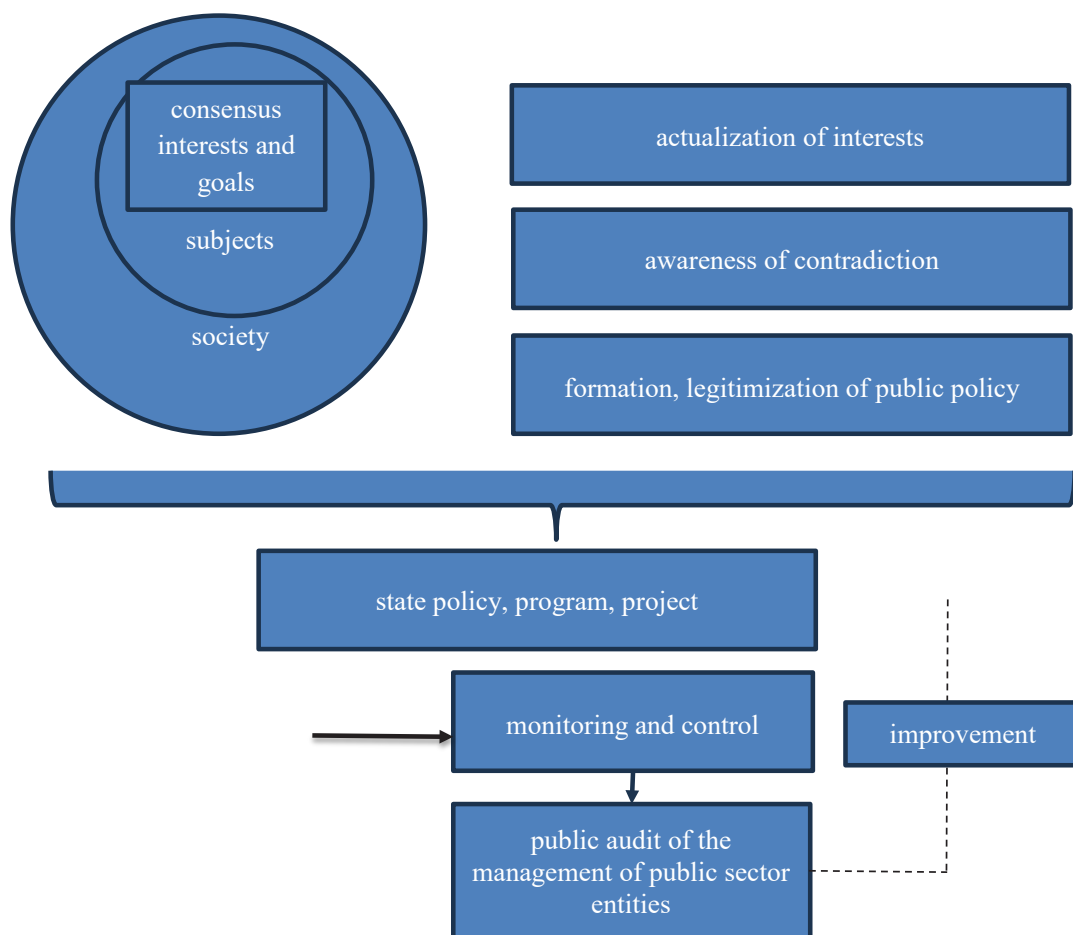 consensus
interests and
goals
subjects
society
actualization of interests
awareness of contradiction
formation, legitimization of public policy
state policy, program, project
monitoring and control
improvement
public audit of the
management of public sector
entities